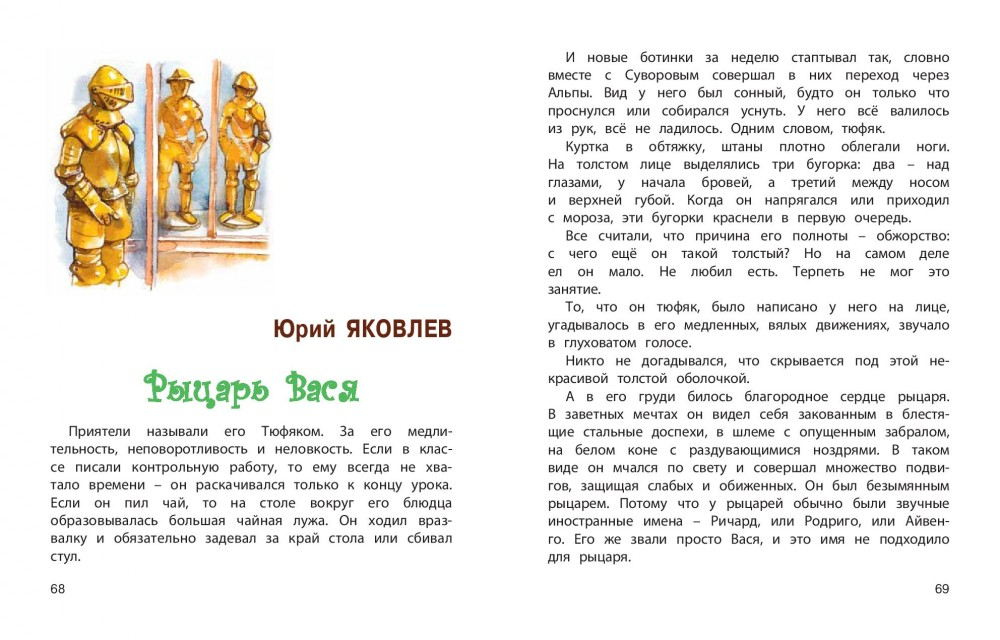 Юрий ЯКОВЛЕВ
Рыцарь Вася
Приятели называли его Тюфяком. За его медли-
тельность, неповоротливость и неловкость. Если в клас-
се писали контрольную работу, то ему всегда не хва-
тало времени – он раскачивался только к концу урока.
Если он пил чай, то на столе вокруг его блюдца
образовывалась большая чайная лужа. Он ходил враз-
валку и обязательно задевал за край стола или сбивал
стул.
68
И новые ботинки за неделю стаптывал так, словно
вместе с Суворовым совершал в них переход через
Альпы. Вид у него был сонный, будто он только что
проснулся или собирался уснуть. У него всё валилось
из рук, всё не ладилось. Одним словом, тюфяк.
Куртка в обтяжку, штаны плотно облегали ноги.
На толстом лице выделялись три бугорка: два – над
глазами, у начала бровей, а третий между носом
и верхней губой. Когда он напрягался или приходил
с мороза, эти бугорки краснели в первую очередь.
Все считали, что причина его полноты – обжорство:
с чего ещё он такой толстый? Но на самом деле
ел он мало. Не любил есть. Терпеть не мог это
занятие.
То, что он тюфяк, было написано у него на лице,
угадывалось в его медленных, вялых движениях, звучало
в глуховатом голосе.
Никто не догадывался, что скрывается под этой не-
красивой толстой оболочкой.
А в его груди билось благородное сердце рыцаря.
В заветных мечтах он видел себя закованным в блестя-
щие стальные доспехи, в шлеме с опущенным забралом,
на белом коне с раздувающимися ноздрями. В таком
виде он мчался по свету и совершал множество подви-
гов, защищая слабых и обиженных. Он был безымянным
рыцарем. Потому что у рыцарей обычно были звучные
иностранные имена – Ричард, или Родриго, или Айвен-
го. Его же звали просто Вася, и это имя не подходило
для рыцаря.
69